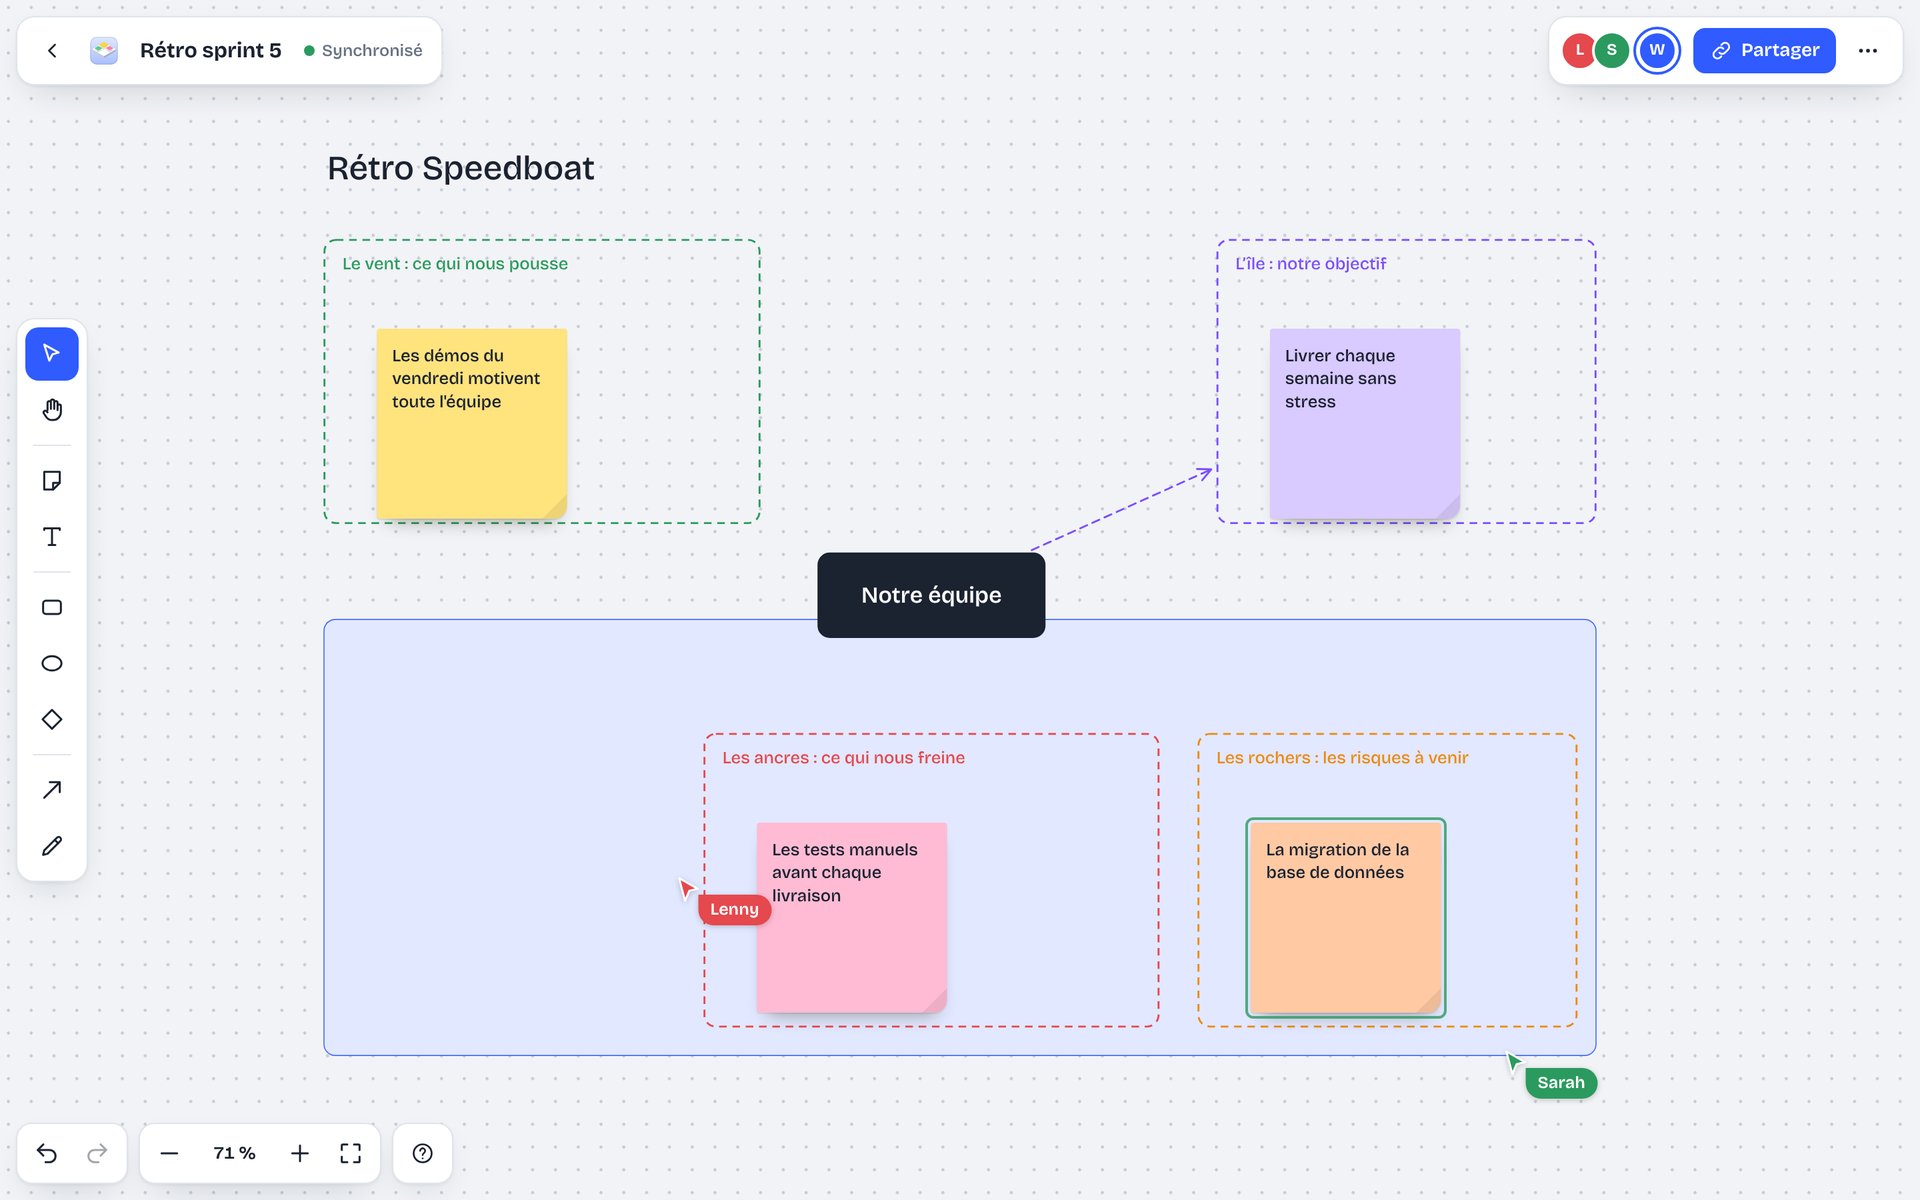 Rétro sprint 5
Synchronisé
L
S
W
Partager
Rétro Speedboat
Le vent : ce qui nous pousse
Les démos du
vendredi motivent
toute l'équipe
L'île : notre objectif
Livrer chaque
semaine sans
stress
Notre équipe
Les ancres : ce qui nous freine
Les tests manuels
avant chaque
livraison
Lenny
Les rochers : les risques à venir
La migration de la
base de données
Sarah
71 %